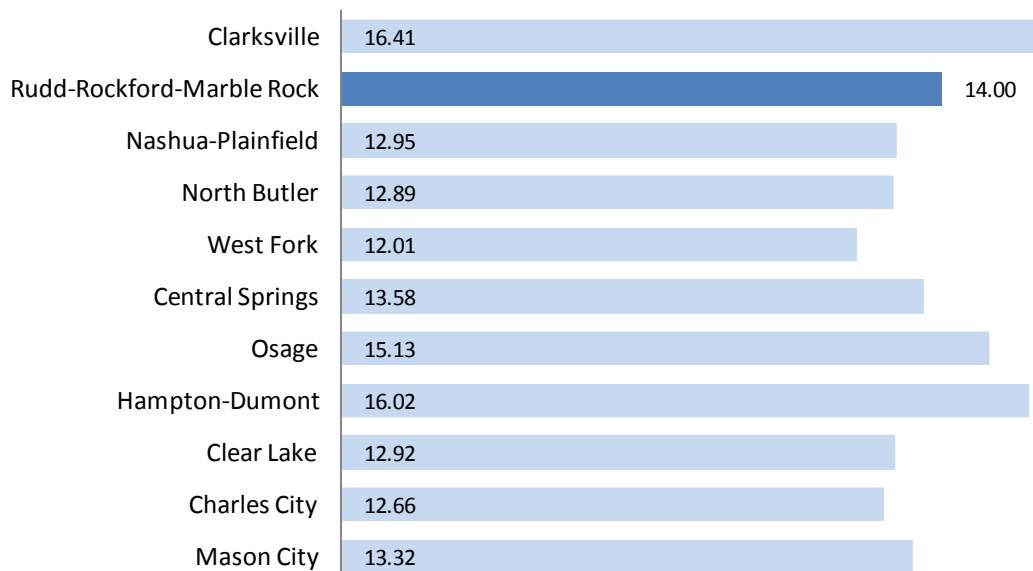 Clarksville 16.41
Rudd-Rockford-Marble Rock 14.00
Nashua-Plainfield 12.95
North Butler 12.89
West Fork 12.01
Central Springs 13.58
Osage 15.13
Hampton-Dumont 16.02
Clear Lake 12.92
Charles City 12.66
Mason City 13.32